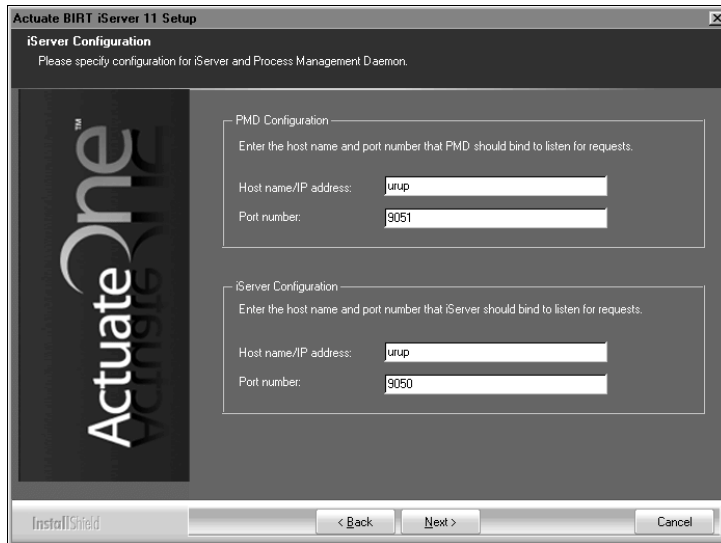 Actuate BIRT iServer 11 Setup
iServer Configuration
Please specify configuration for iServer and Process Management Daemon.
ActuateOne™
PMD Configuration
Enter the host name and port number that PMD should bind to listen for requests.
Host name/IP address: urup
Port number: 9051
iServer Configuration
Enter the host name and port number that iServer should bind to listen for requests.
Host name/IP address: urup
Port number: 9050
InstallShield
< Back Next > Cancel